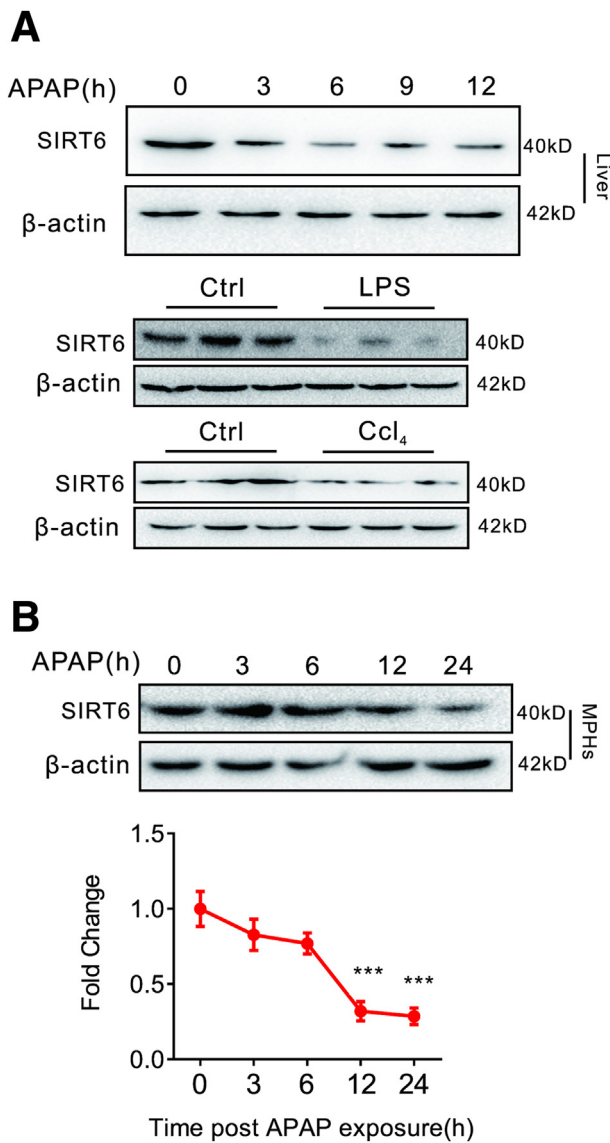 A
APAP(h) 0 3 6 9 12
SIRT6 40kD
β-actin 42kD
Liver
Ctrl LPS
SIRT6 40kD
β-actin 42kD
Ctrl Ccl₄
SIRT6 40kD
β-actin 42kD
B
APAP(h) 0 3 6 12 24
SIRT6 40kD
β-actin 42kD
MPHs
1.5
1.0
0.5
0.0
Fold Change
*** ***
0 3 6 12 24
Time post APAP exposure(h)